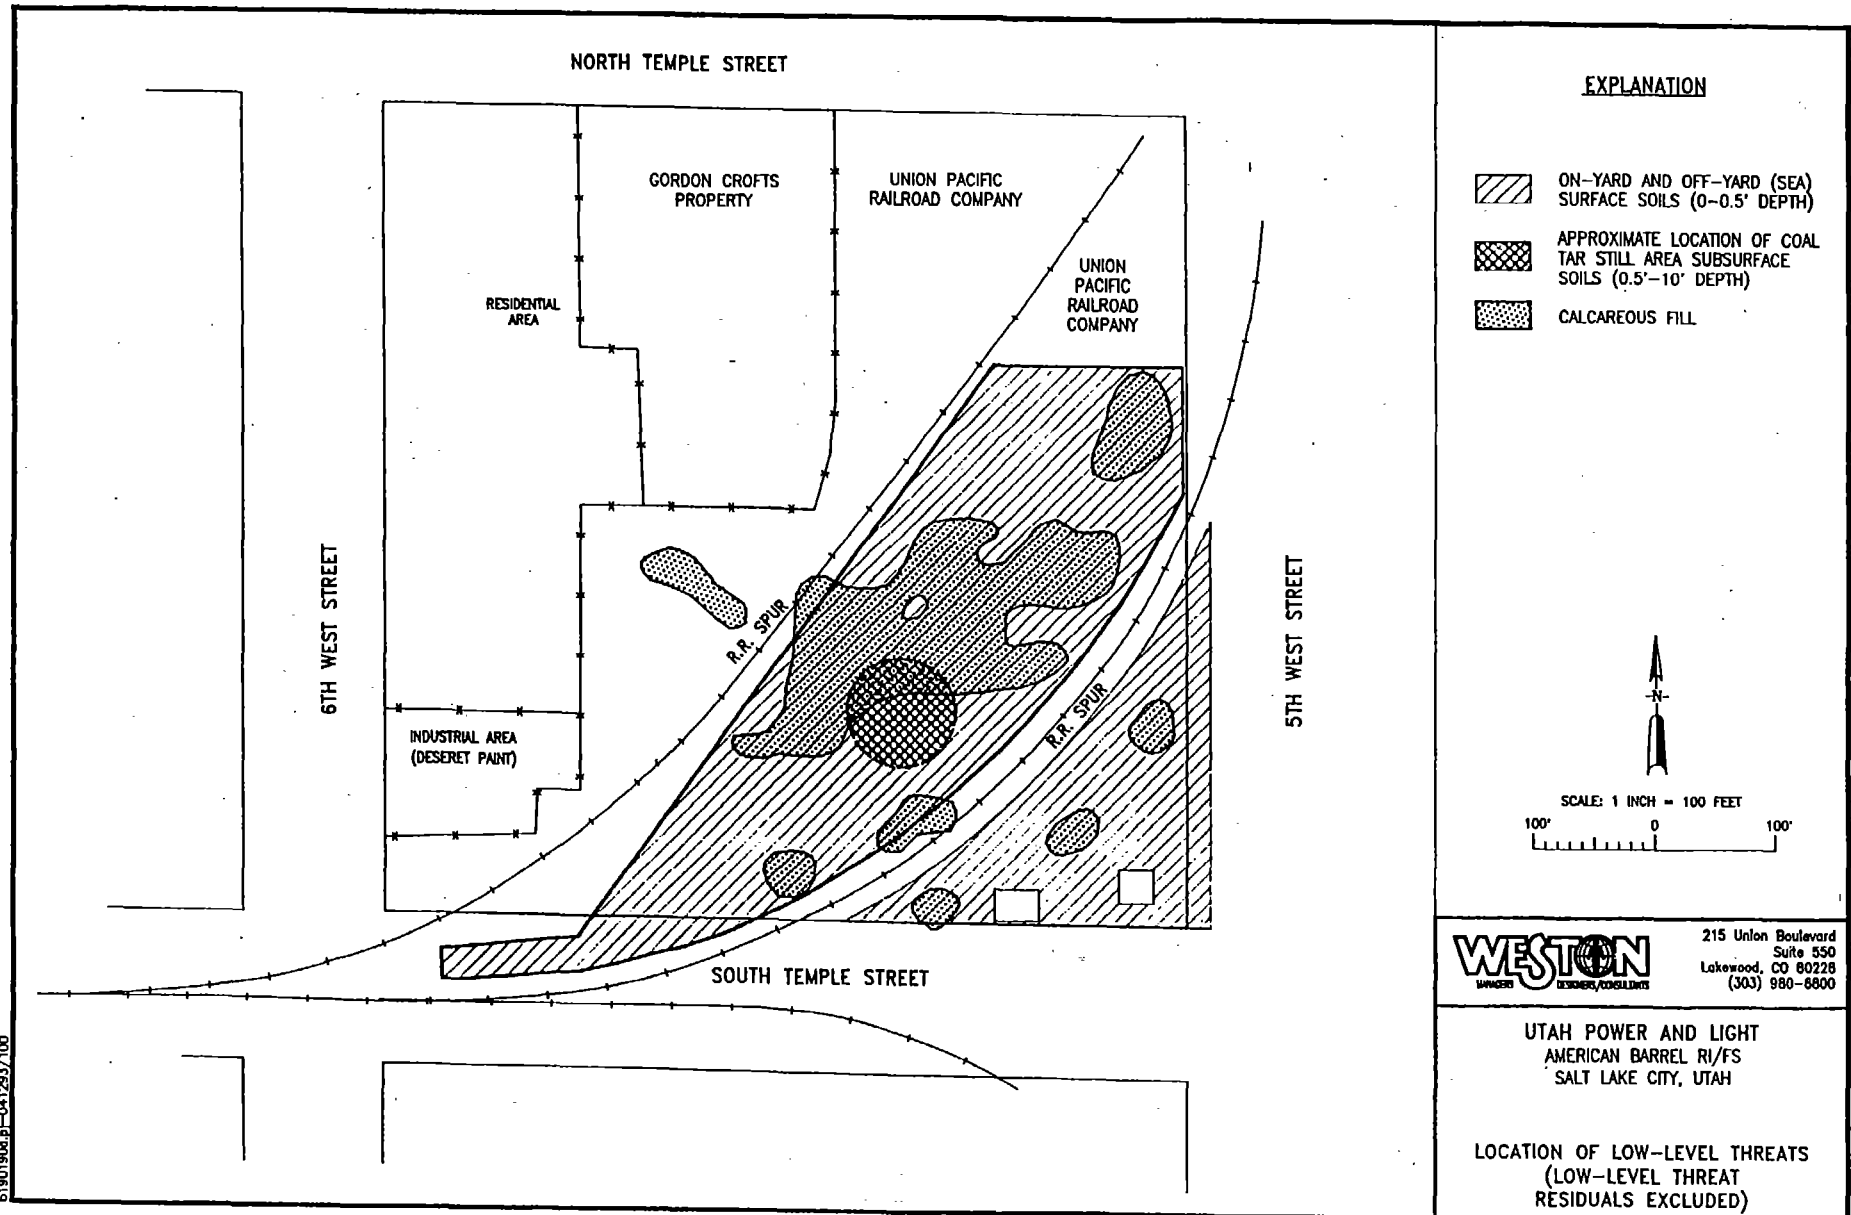 NORTH TEMPLE STREET
GORDON CROFTS
PROPERTY
UNION PACIFIC
RAILROAD COMPANY
UNION
PACIFIC
RAILROAD
COMPANY
RESIDENTIAL
AREA
6TH WEST STREET
R.R. SPUR
5TH WEST STREET
R.R. SPUR
INDUSTRIAL AREA
(DESERET PAINT)
SOUTH TEMPLE STREET
EXPLANATION
ON-YARD AND OFF-YARD (SEA)
SURFACE SOILS (0-0.5' DEPTH)
APPROXIMATE LOCATION OF COAL
TAR STILL AREA SUBSURFACE
SOILS (0.5'-10' DEPTH)
CALCAREOUS FILL
-N-
SCALE: 1 INCH = 100 FEET
100' 0 100'
WESTON
MANAGERS DESIGNERS/CONSULTANTS
215 Union Boulevard
Suite 550
Lakewood, CO 80228
(303) 980-6800
UTAH POWER AND LIGHT
AMERICAN BARREL RI/FS
SALT LAKE CITY, UTAH
LOCATION OF LOW-LEVEL THREATS
(LOW-LEVEL THREAT
RESIDUALS EXCLUDED)